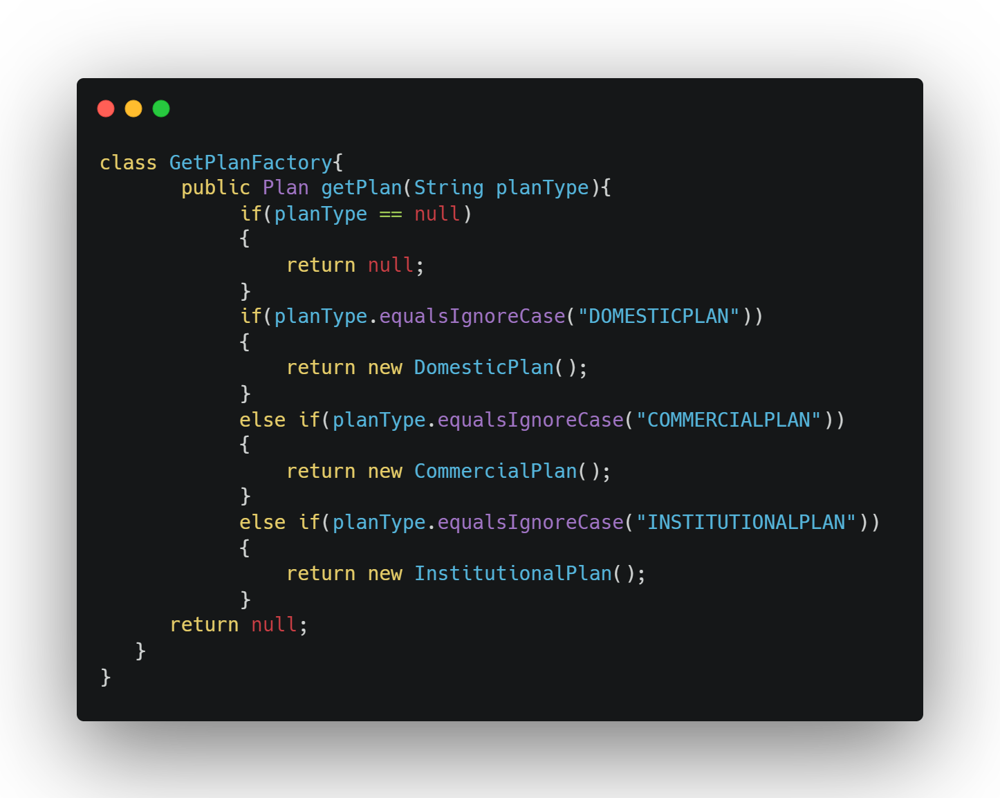 class GetPlanFactory{
       public Plan getPlan(String planType){
            if(planType == null)
            {
                return null;
            }
            if(planType.equalsIgnoreCase("DOMESTICPLAN"))
            {
                return new DomesticPlan();
            }
            else if(planType.equalsIgnoreCase("COMMERCIALPLAN"))
            {
                return new CommercialPlan();
            }
            else if(planType.equalsIgnoreCase("INSTITUTIONALPLAN"))
            {
                return new InstitutionalPlan();
            }
      return null;
   }
}